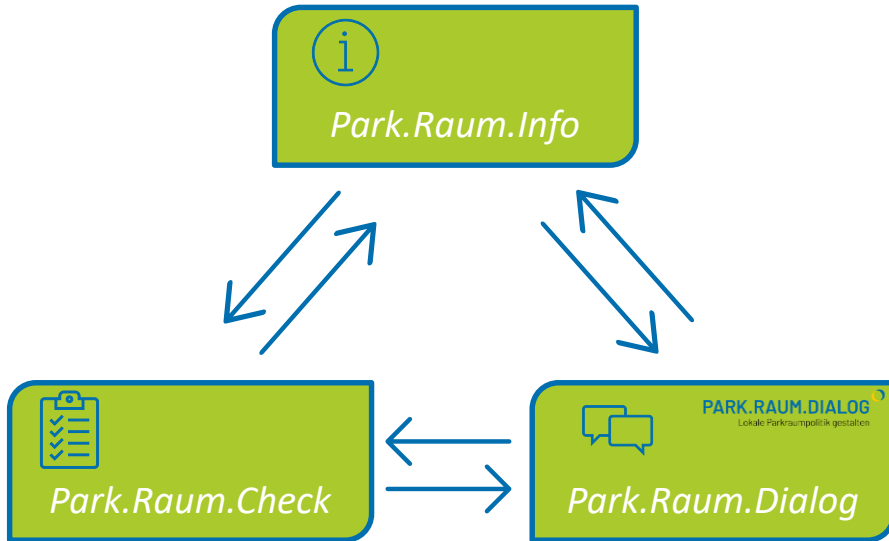 Park.Raum.Info
PARK.RAUM.DIALOG
Lokale Parkraumpolitik gestalten
Park.Raum.Check
Park.Raum.Dialog